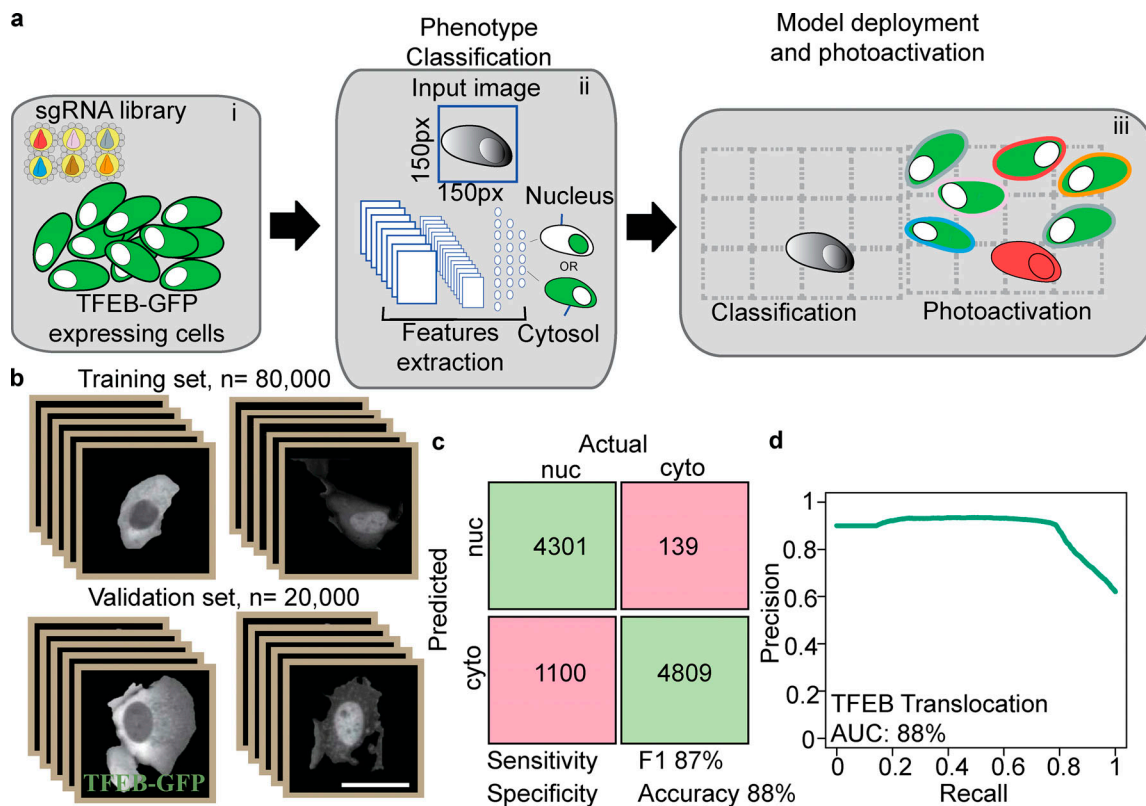 a
sgRNA library
i
TFEB-GFP
expressing cells
Phenotype
Classification
ii
Input image
150px
150px
Nucleus
OR
Cytosol
Features
extraction
Model deployment
and photoactivation
iii
Classification
Photoactivation
b
Training set, n= 80,000
Validation set, n= 20,000
TFEB-GFP
c
Actual
nuc
cyto
Predicted
nuc
cyto
4301
139
1100
4809
Sensitivity
F1 87%
Specificity
Accuracy 88%
d
Precision
1
0.8
0.6
0.4
0.2
0
TFEB Translocation
AUC: 88%
0
0.2
0.4
0.6
0.8
1
Recall